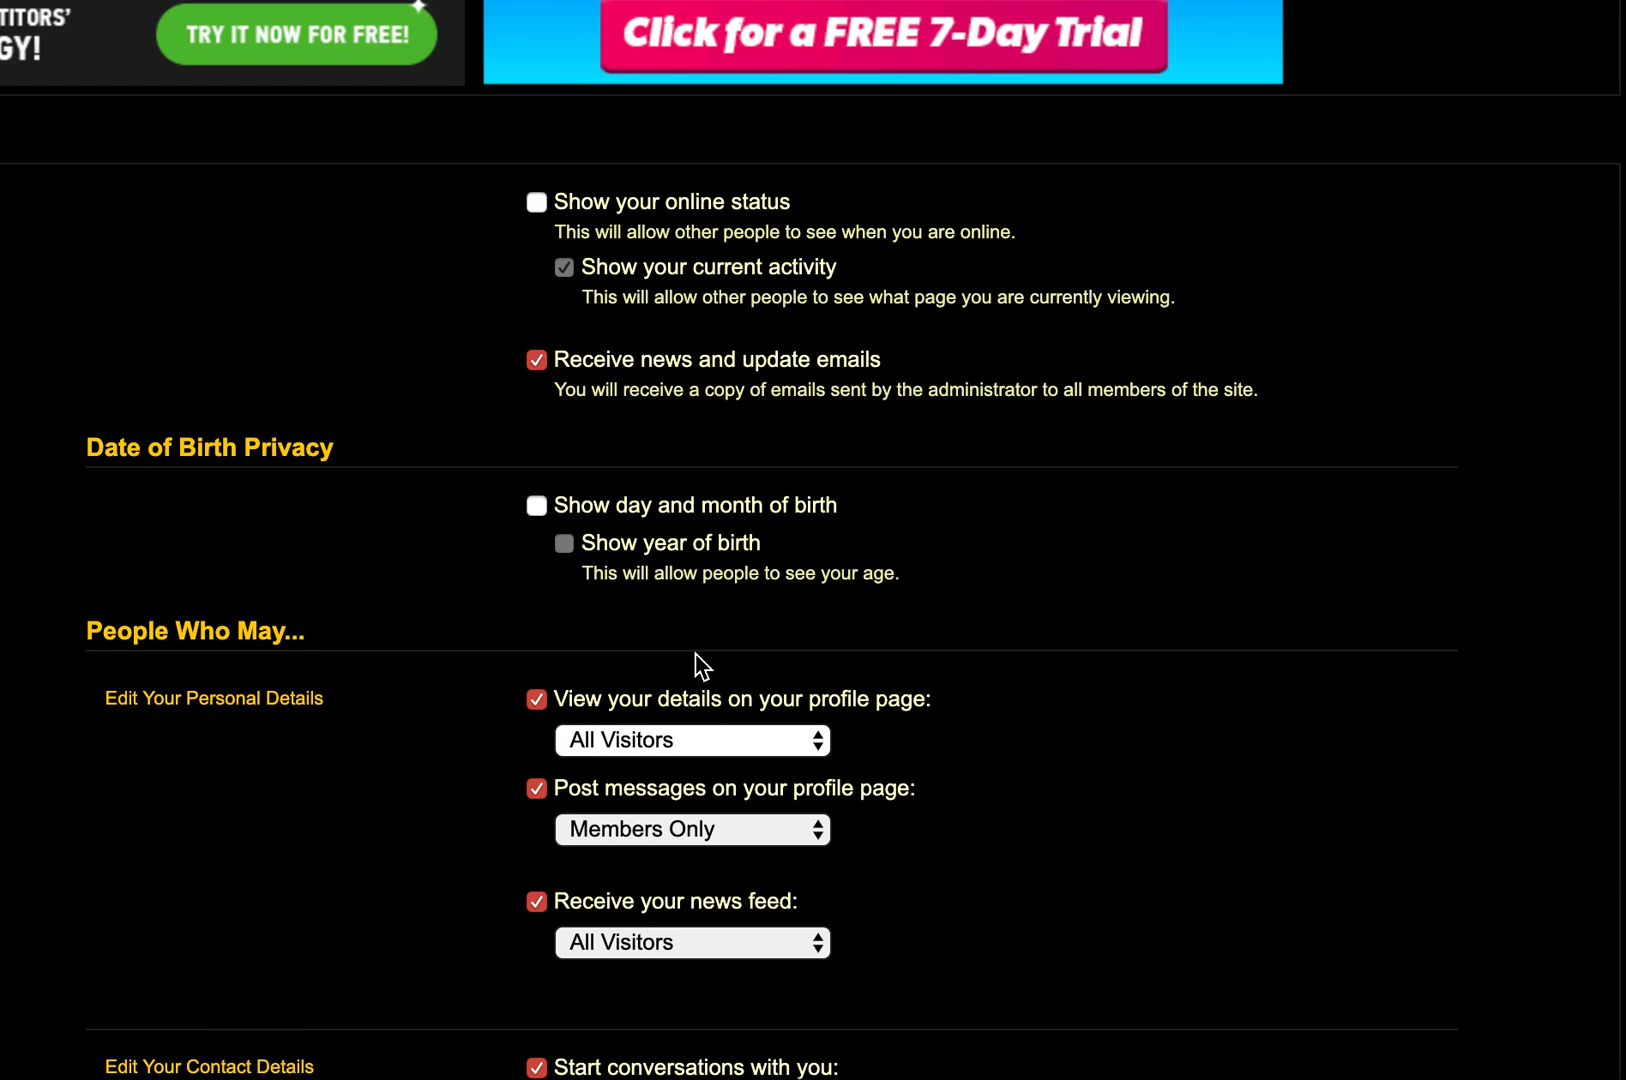 TITORS’
GY!
TRY IT NOW FOR FREE!
Click for a FREE 7-Day Trial
Show your online status
This will allow other people to see when you are online.
Show your current activity
This will allow other people to see what page you are currently viewing.
Receive news and update emails
You will receive a copy of emails sent by the administrator to all members of the site.
Date of Birth Privacy
Show day and month of birth
Show year of birth
This will allow people to see your age.
People Who May...
Edit Your Personal Details
View your details on your profile page:
All Visitors
Post messages on your profile page:
Members Only
Receive your news feed:
All Visitors
Edit Your Contact Details
Start conversations with you: